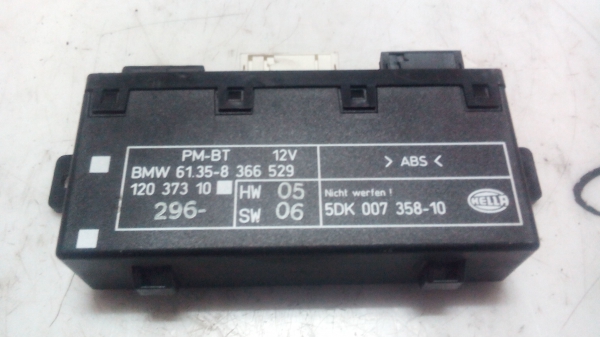 PM-BT 12V
BMW 61.35-8 366 529
120 373 10
296-
HW 05
SW 06
> ABS <
Nicht werfen !
5DK 007 358-10
HELLA